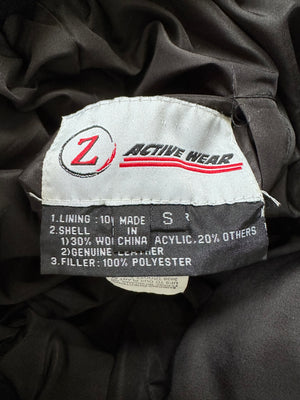 Z
ACTIVE WEAR
1.LINING :10 MADE S R
2.SHELL IN
1)30% WO CHINA ACYLIC. 20% OTHERS
2)GENUINE LEATHER
3.FILLER: 100% POLYESTER